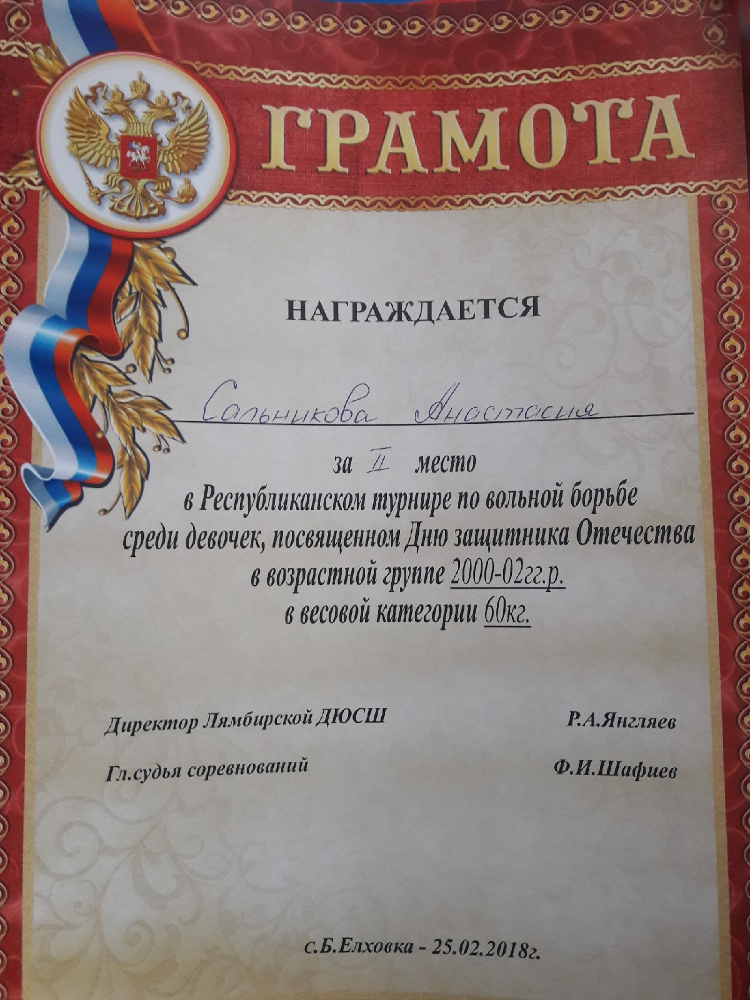 ГРАМОТА
НАГРАЖДАЕТСЯ
Сальникова Анастасия
за II место
в Республиканском турнире по вольной борьбе
среди девочек, посвященном Дню защитника Отечества
в возрастной группе 2000-02гг.р.
в весовой категории 60кг.
Директор Лямбирской ДЮСШ Р.А.Янгляев
Гл.судья соревнований Ф.И.Шафиев
с.Б.Елховка - 25.02.2018г.